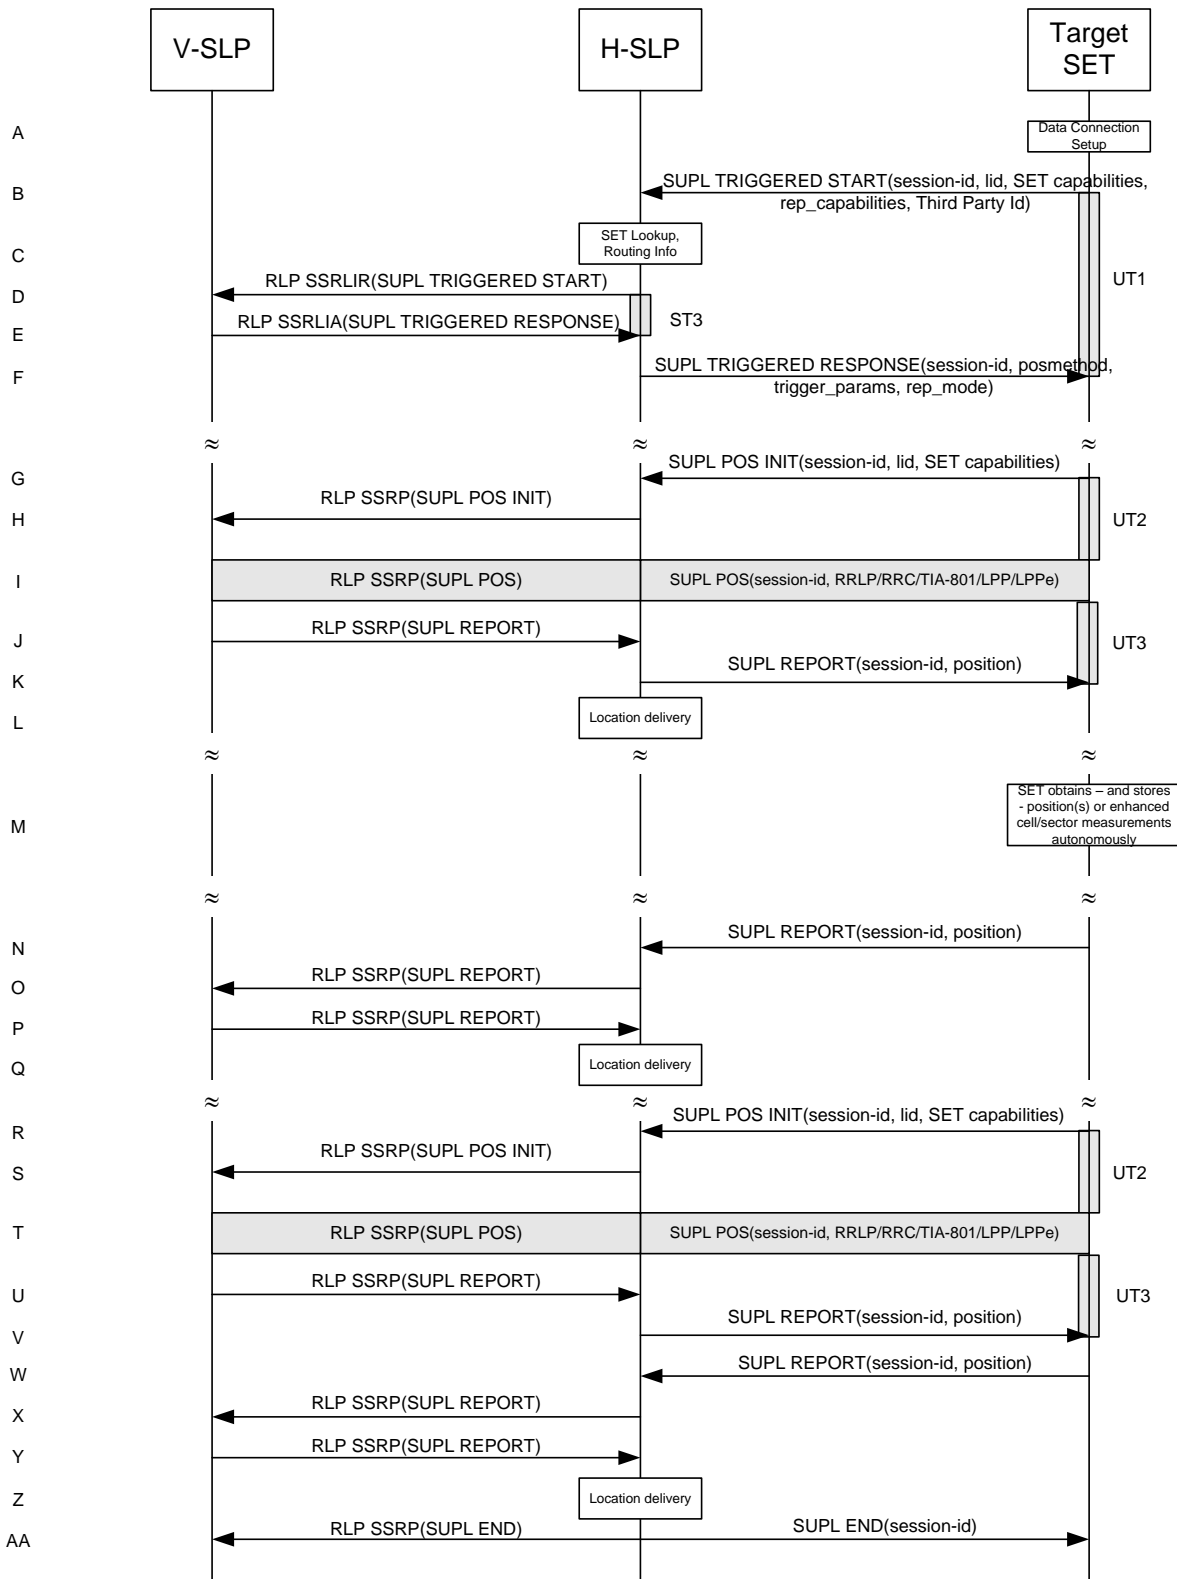 V-SLP
H-SLP
Target
SET
A
Data Connection
Setup
B
SUPL TRIGGERED START(session-id, lid, SET capabilities,
rep_capabilities, Third Party Id)
C
SET Lookup,
Routing Info
UT1
D
RLP SSRLIR(SUPL TRIGGERED START)
E
RLP SSRLIA(SUPL TRIGGERED RESPONSE)
ST3
F
SUPL TRIGGERED RESPONSE(session-id, posmethod,
trigger_params, rep_mode)
≈ ≈ ≈
G
SUPL POS INIT(session-id, lid, SET capabilities)
H
RLP SSRP(SUPL POS INIT)
UT2
I
RLP SSRP(SUPL POS)
SUPL POS(session-id, RRLP/RRC/TIA-801/LPP/LPPe)
J
RLP SSRP(SUPL REPORT)
UT3
K
SUPL REPORT(session-id, position)
L
Location delivery
≈ ≈ ≈
M
SET obtains – and stores
- position(s) or enhanced
cell/sector measurements
autonomously
≈ ≈ ≈
N
SUPL REPORT(session-id, position)
O
RLP SSRP(SUPL REPORT)
P
RLP SSRP(SUPL REPORT)
Q
Location delivery
≈ ≈ ≈
R
SUPL POS INIT(session-id, lid, SET capabilities)
S
RLP SSRP(SUPL POS INIT)
UT2
T
RLP SSRP(SUPL POS)
SUPL POS(session-id, RRLP/RRC/TIA-801/LPP/LPPe)
U
RLP SSRP(SUPL REPORT)
UT3
V
SUPL REPORT(session-id, position)
W
SUPL REPORT(session-id, position)
X
RLP SSRP(SUPL REPORT)
Y
RLP SSRP(SUPL REPORT)
Z
Location delivery
AA
RLP SSRP(SUPL END)
SUPL END(session-id)